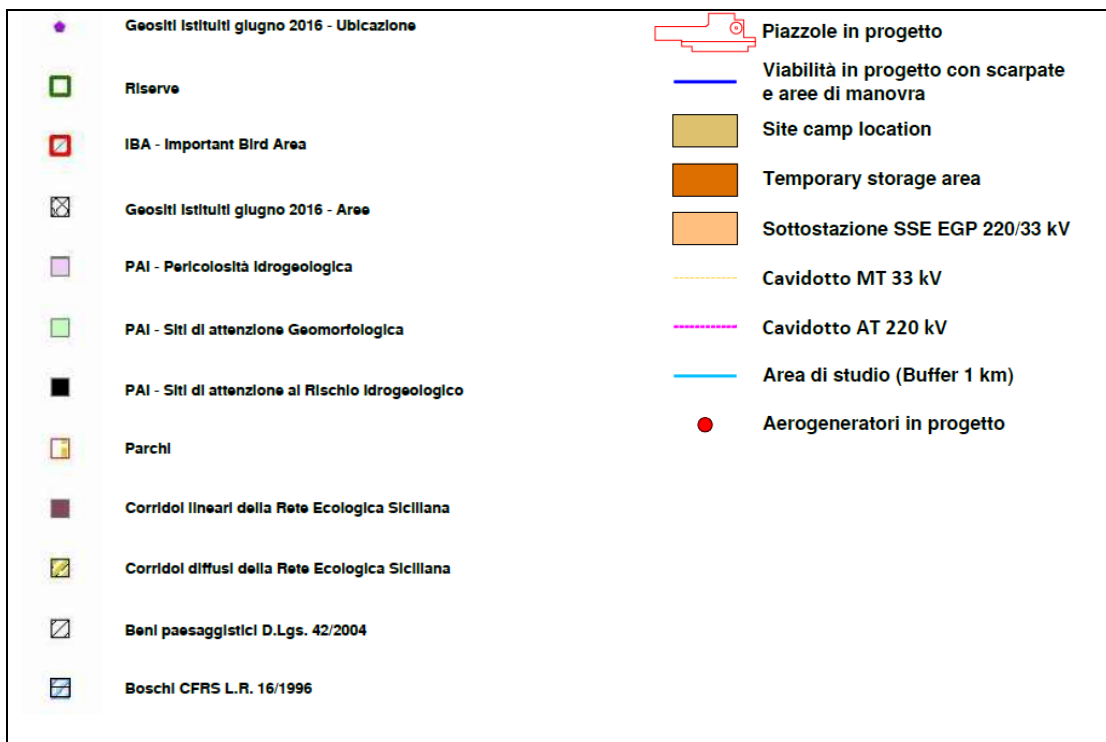 Geositi Istituiti giugno 2016 - Ubicazione
Riserve
IBA - Important Bird Area
Geositi Istituiti giugno 2016 - Aree
PAI - Pericolosità Idrogeologica
PAI - Siti di attenzione Geomorfologica
PAI - Siti di attenzione al Rischio Idrogeologico
Parchi
Corridoi lineari della Rete Ecologica Siciliana
Corridoi diffusi della Rete Ecologica Siciliana
Beni paesaggistici D.Lgs. 42/2004
Boschi CFRS L.R. 16/1996
Piazzole in progetto
Viabilità in progetto con scarpate
e aree di manovra
Site camp location
Temporary storage area
Sottostazione SSE EGP 220/33 kV
Cavidotto MT 33 kV
Cavidotto AT 220 kV
Area di studio (Buffer 1 km)
Aerogeneratori in progetto